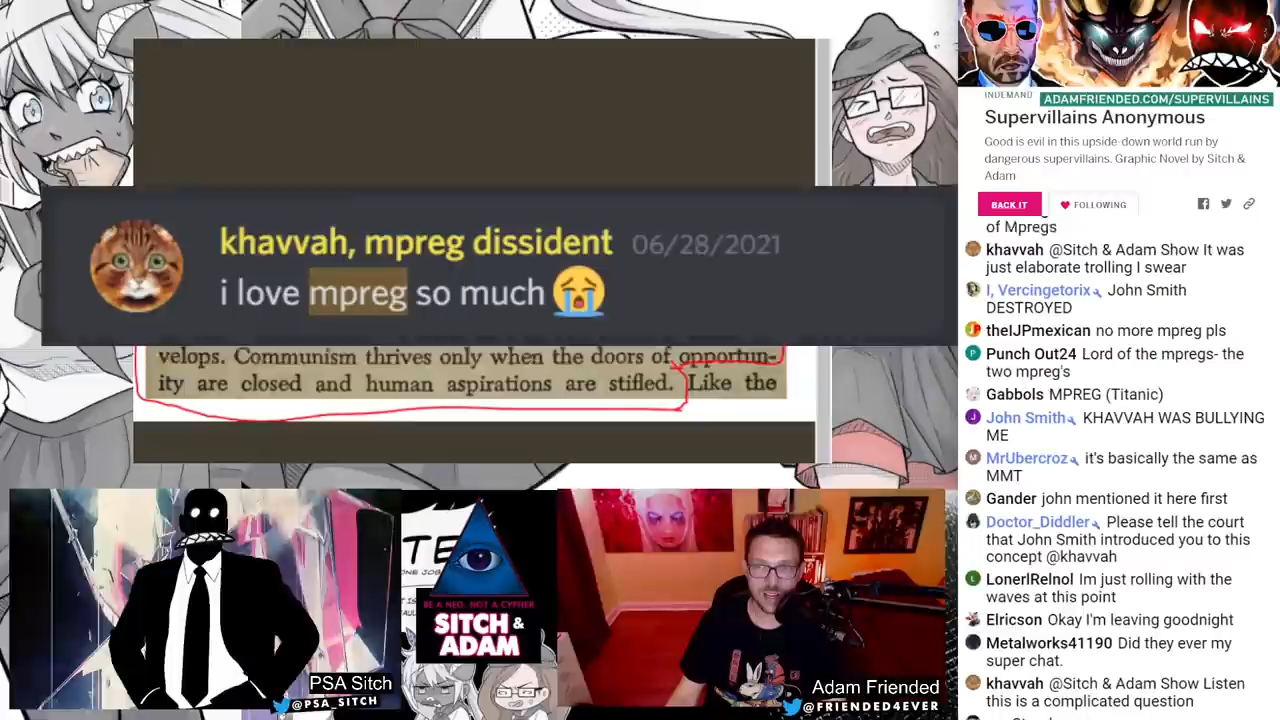 khavvah, mpreg dissident 06/28/2021
i love mpreg so much 😭
velops. Communism thrives only when the doors of opportun-
ity are closed and human aspirations are stifled. Like the
PSA Sitch
@PSA_SITCH
BE A NEO, NOT A CYPHER
SITCH &
ADAM
Adam Friended
@FRIENDED4EVER
INDEMAND
ADAMFRIENDED.COM/SUPERVILLAINS
Supervillains Anonymous
Good is evil in this upside-down world run by
dangerous supervillains. Graphic Novel by Sitch &
Adam
BACK IT
FOLLOWING
of Mpregs
khavvah @Sitch & Adam Show It was
just elaborate trolling I swear
I, Vercingetorix John Smith
DESTROYED
theIJPmexican no more mpreg pls
Punch Out24 Lord of the mpregs- the
two mpreg's
Gabbols MPREG (Titanic)
John Smith KHAVVAH WAS BULLYING
ME
MrUbercroz it's basically the same as
MMT
Gander john mentioned it here first
Doctor_Diddler Please tell the court
that John Smith introduced you to this
concept @khavvah
LonerlRelnol Im just rolling with the
waves at this point
Elricson Okay I'm leaving goodnight
Metalworks41190 Did they ever my
super chat.
khavvah @Sitch & Adam Show Listen
this is a complicated question